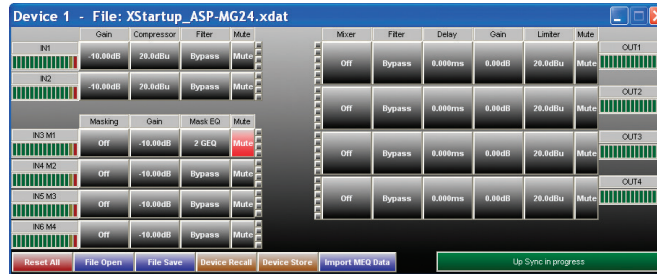 Device 1 - File: XStartup_ASP-MG24.xdat
Gain Compressor Filter Mute Mixer Filter Delay Gain Limiter Mute
IN1 -10.00dB 20.0dBu Bypass Mute Off Bypass 0.000ms 0.00dB 20.0dBu Mute OUT1
IN2 -10.00dB 20.0dBu Bypass Mute Off Bypass 0.000ms 0.00dB 20.0dBu Mute OUT2
Masking Gain Mask EQ Mute
IN3 M1 Off -10.00dB 2 GEQ Mute Off Bypass 0.000ms 0.00dB 20.0dBu Mute OUT3
IN4 M2 Off -10.00dB Bypass Mute Off Bypass 0.000ms 0.00dB 20.0dBu Mute OUT4
IN5 M3 Off -10.00dB Bypass Mute
IN6 M4 Off -10.00dB Bypass Mute
Reset All File Open File Save Device Recall Device Store Import MEQ Data Up Sync in progress